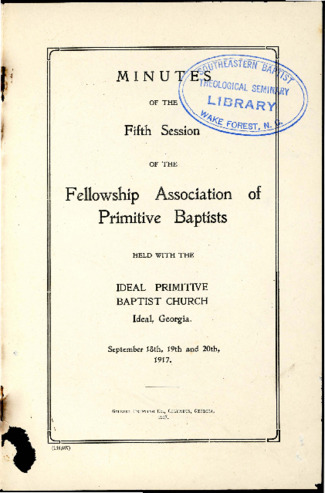 MINUTES
OF THE
Fifth Session
OF THE
Fellowship Association of
Primitive Baptists
HELD WITH THE
IDEAL PRIMITIVE
BAPTIST CHURCH
Ideal, Georgia.
September 18th, 19th and 20th,
1917.
SOUTHEASTERN BAPTIST
THEOLOGICAL SEMINARY
LIBRARY
WAKE FOREST, N. C.